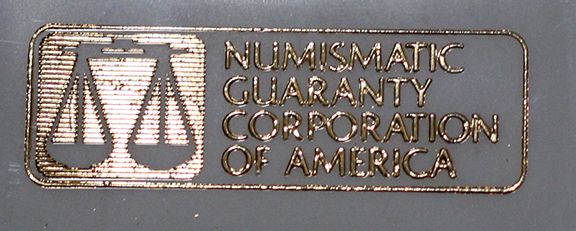 NUMISMATIC
GUARANTY
CORPORATION
OF AMERICA